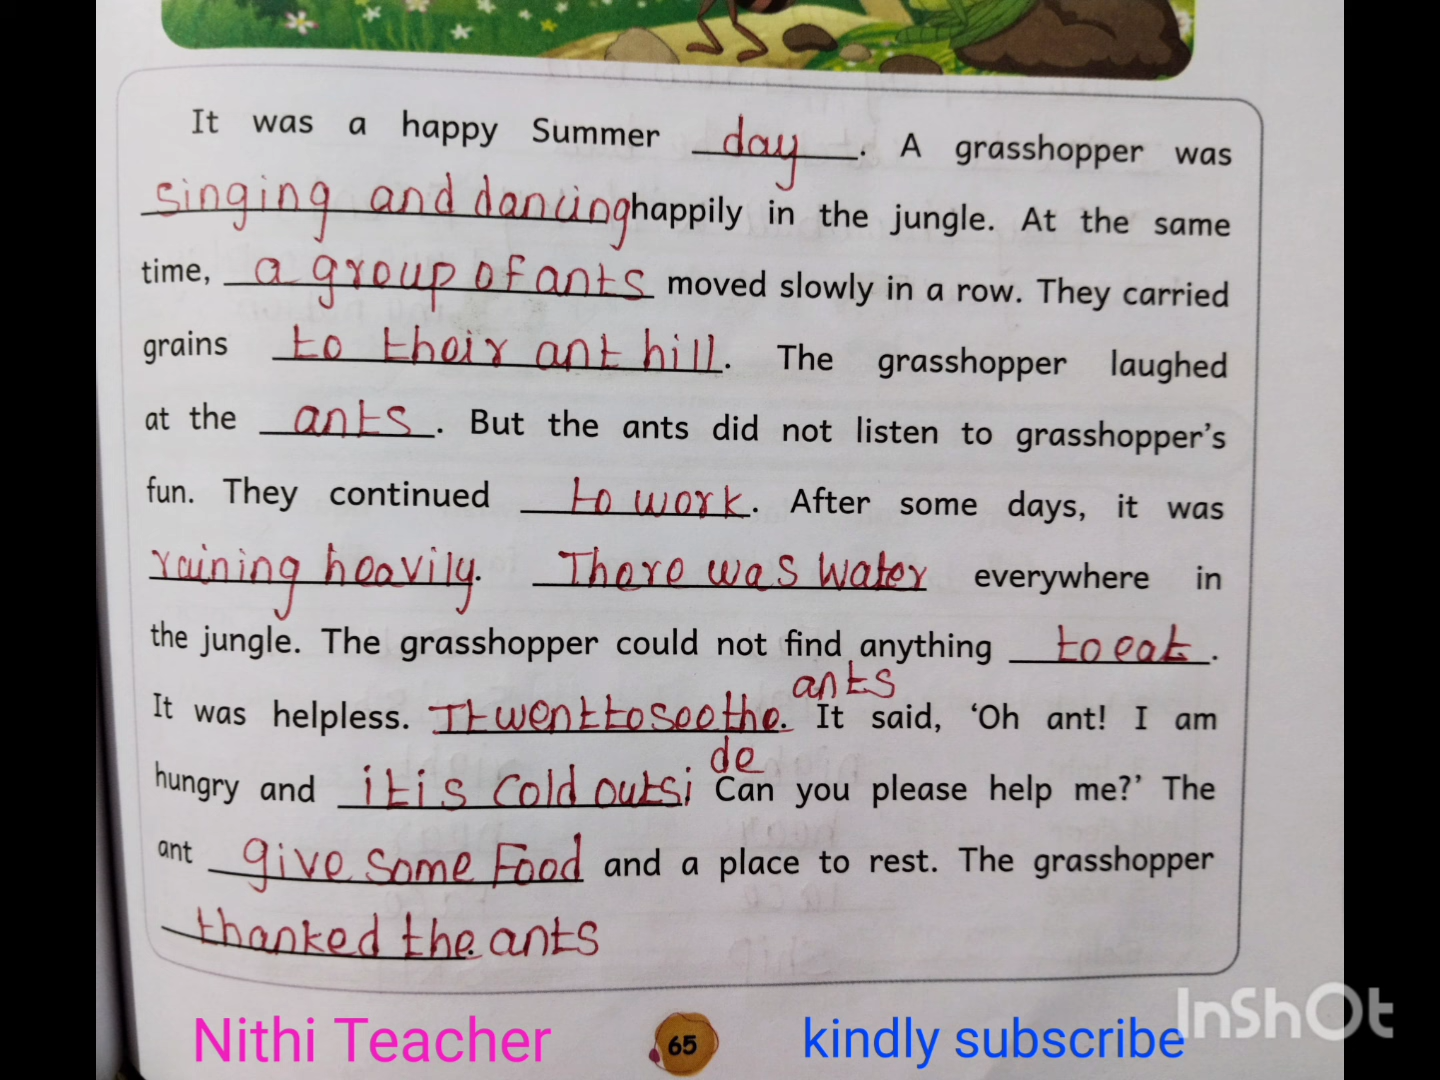 It was a happy Summer day. A grasshopper was
singing and dancing happily in the jungle. At the same
time, a group of ants moved slowly in a row. They carried
grains to their ant hill. The grasshopper laughed
at the ants. But the ants did not listen to grasshopper's
fun. They continued to work. After some days, it was
raining heavily. There was water everywhere in
the jungle. The grasshopper could not find anything to eat.
ants
It was helpless. It went to see the. It said, 'Oh ant! I am
de
hungry and it is cold outsi Can you please help me?' The
ant give some Food and a place to rest. The grasshopper
thanked the ants
Nithi Teacher 65 kindly subscribe
InShOt